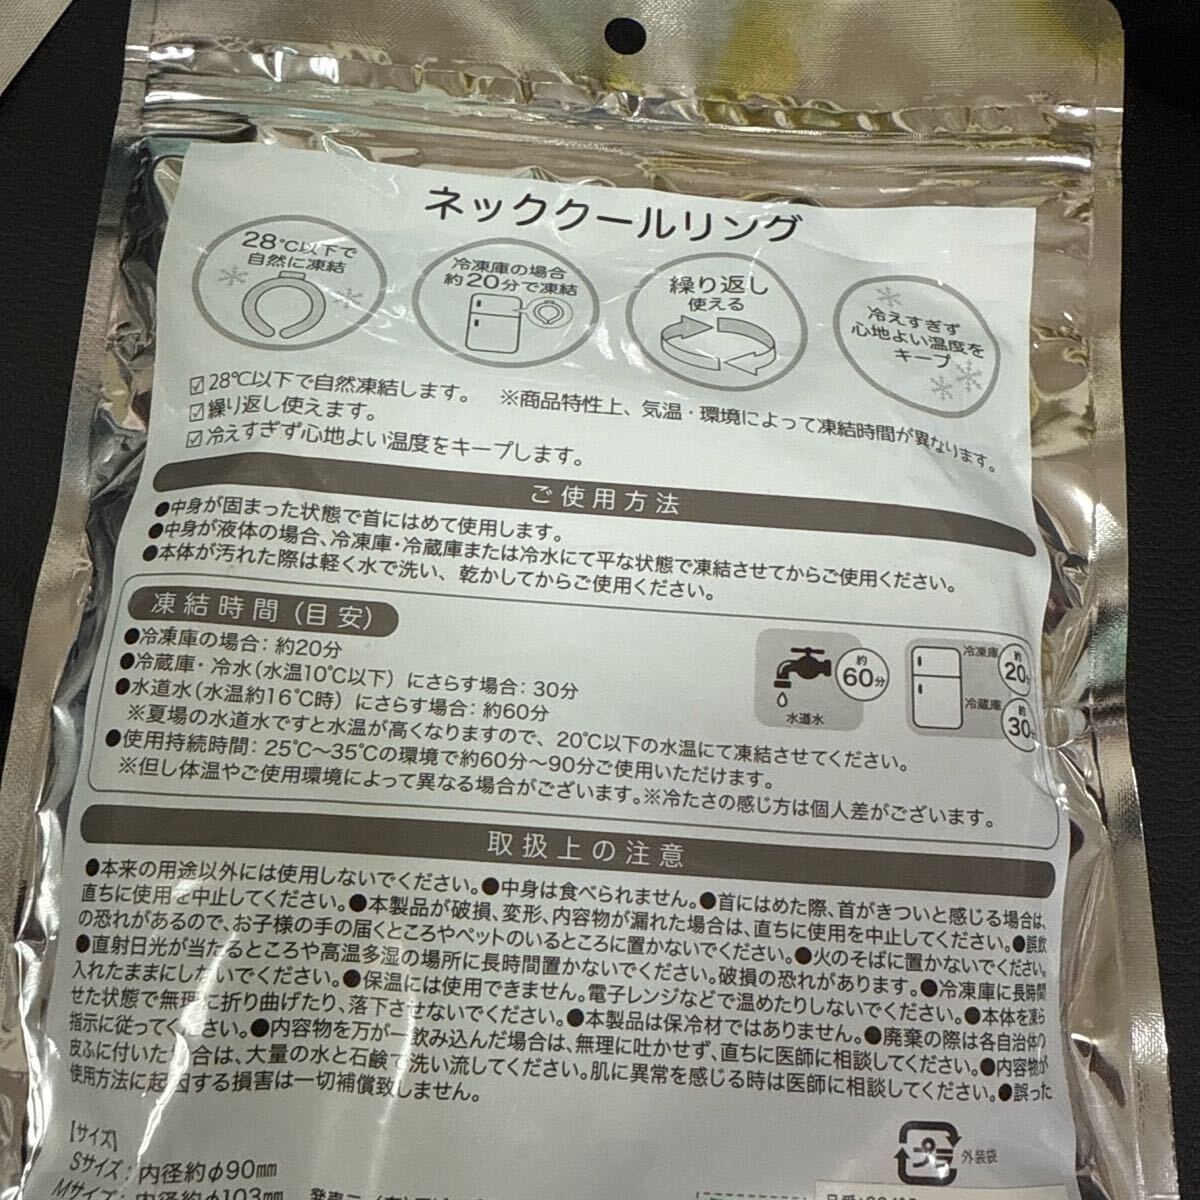 ネッククールリング
28℃以下で
自然に凍結
冷凍庫の場合
約20分で凍結
繰り返し
使える
冷えすぎず
心地よい温度を
キープ
☑28℃以下で自然凍結します。 ※商品特性上、気温・環境によって凍結時間が異なります。
☑繰り返し使えます。
☑冷えすぎず心地よい温度をキープします。
ご使用方法
●中身が固まった状態で首にはめて使用します。
●中身が液体の場合、冷凍庫・冷蔵庫または冷水にて平な状態で凍結させてからご使用ください。
●本体が汚れた際は軽く水で洗い、乾かしてからご使用ください。
凍結時間(目安)
●冷凍庫の場合:約20分
●冷蔵庫・冷水(水温10℃以下)にさらす場合:30分
●水道水(水温約16℃時)にさらす場合:約60分
※夏場の水道水ですと水温が高くなりますので、20℃以下の水温にて凍結させてください。
●使用持続時間:25℃~35℃の環境で約60分~90分ご使用いただけます。
※但し体温やご使用環境によって異なる場合がございます。※冷たさの感じ方は個人差がございます。
約
60分
水道水
冷凍庫
約
20分
冷蔵庫
約
30分
取扱上の注意
●本来の用途以外には使用しないでください。●中身は食べられません。●首にはめた際、首がきついと感じる場合は、
直ちに使用を中止してください。●本製品が破損、変形、内容物が漏れた場合は、直ちに使用を中止してください。●誤飲
の恐れがあるので、お子様の手の届くところやペットのいるところに置かないでください。●火のそばに置かないでください。
●直射日光が当たるところや高温多湿の場所に長時間置かないでください。破損の恐れがあります。●冷凍庫に長時間
入れたままにしないでください。●保温には使用できません。電子レンジなどで温めたりしないでください。●本体を凍ら
せた状態で無理に折り曲げたり、落下させないでください。●本製品は保冷材ではありません。●廃棄の際は各自治体の
指示に従ってください。●内容物を万が一飲み込んだ場合は、無理に吐かせず、直ちに医師に相談してください。●内容物が
皮ふに付いた場合は、大量の水と石鹸で洗い流してください。肌に異常を感じる時は医師に相談してください。●誤った
使用方法に起因する損害は一切補償致しません。
【サイズ】
Sサイズ:内径約φ90mm
Mサイズ:内径約φ103mm
プラ
外装袋